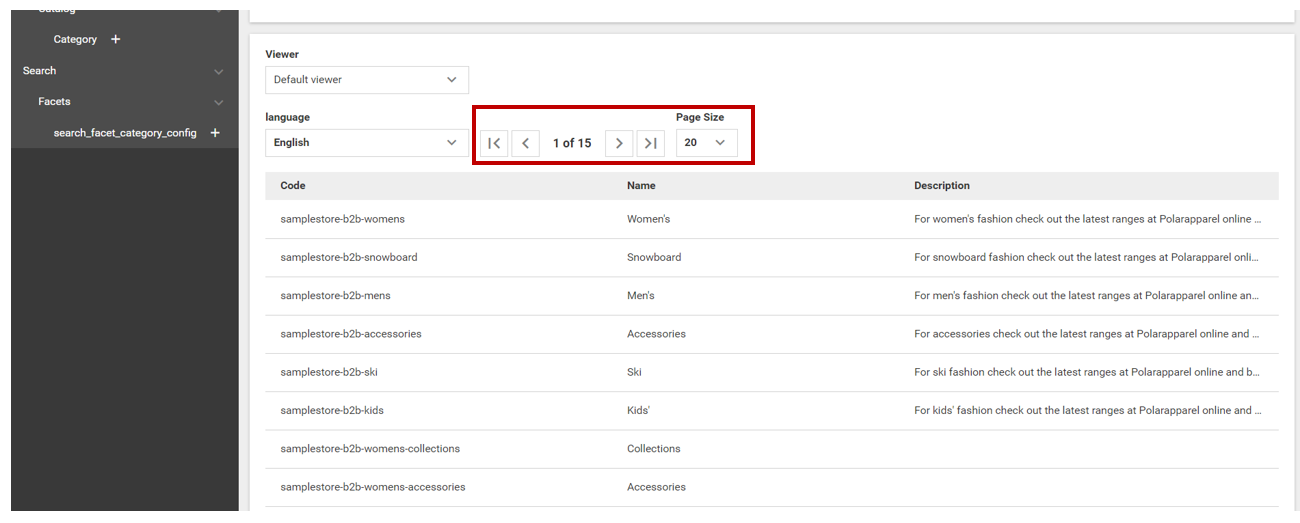 Catalog
Category +
Search
Facets
search_facet_category_config +
Viewer
Default viewer
language
English
1 of 15
Page Size
20
Code Name Description
samplestore-b2b-womens Women's For women's fashion check out the latest ranges at Polarapparel online ...
samplestore-b2b-snowboard Snowboard For snowboard fashion check out the latest ranges at Polarapparel onli...
samplestore-b2b-mens Men's For men's fashion check out the latest ranges at Polarapparel online an...
samplestore-b2b-accessories Accessories For accessories check out the latest ranges at Polarapparel online and ...
samplestore-b2b-ski Ski For ski fashion check out the latest ranges at Polarapparel online and b...
samplestore-b2b-kids Kids' For kids' fashion check out the latest ranges at Polarapparel online and ...
samplestore-b2b-womens-collections Collections
samplestore-b2b-womens-accessories Accessories